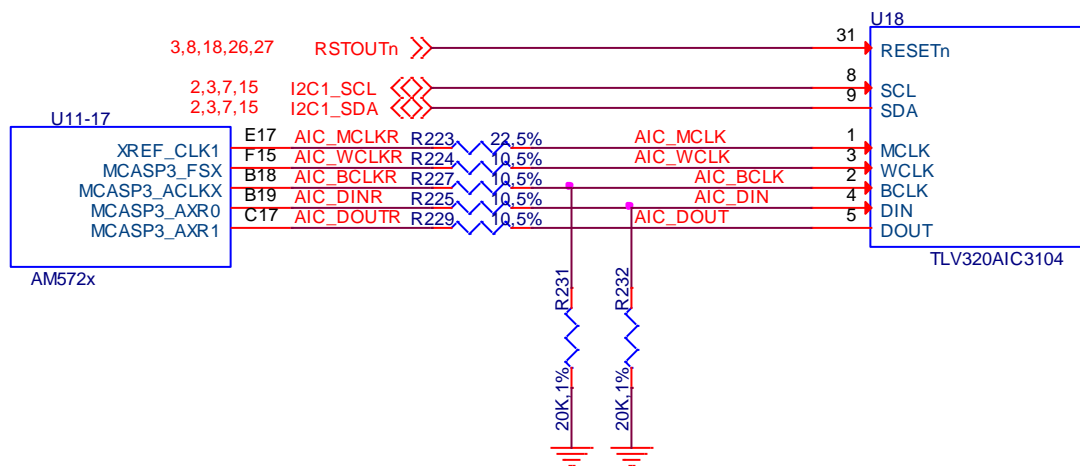 U18
3,8,18,26,27 RSTOUTn 31 RESETn
2,3,7,15 I2C1_SCL 8 SCL
2,3,7,15 I2C1_SDA 9 SDA
U11-17
XREF_CLK1 E17 AIC_MCLKR R223 22,5% AIC_MCLK 1 MCLK
MCASP3_FSX F15 AIC_WCLKR R224 10,5% AIC_WCLK 3 WCLK
MCASP3_ACLKX B18 AIC_BCLKR R227 10,5% AIC_BCLK 2 BCLK
MCASP3_AXR0 B19 AIC_DINR R225 10,5% AIC_DIN 4 DIN
MCASP3_AXR1 C17 AIC_DOUTR R229 10,5% AIC_DOUT 5 DOUT
AM572x
TLV320AIC3104
R231
R232
20K,1%
20K,1%